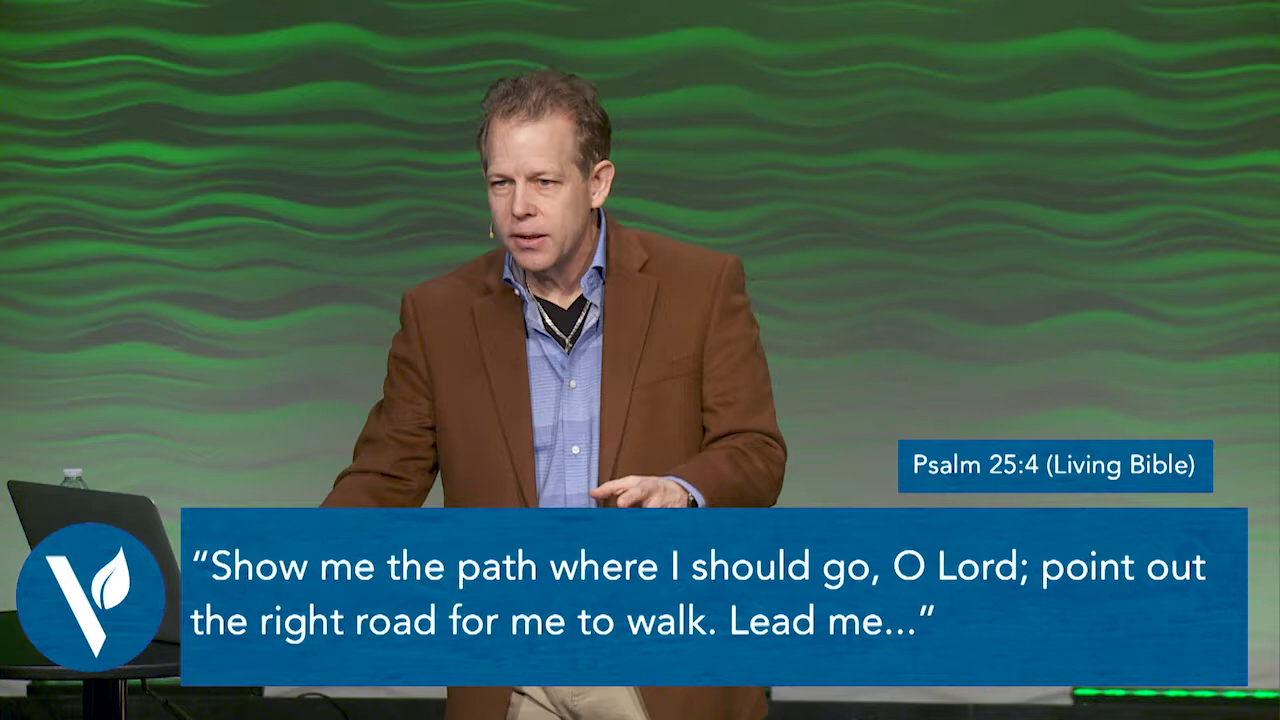 Psalm 25:4 (Living Bible)
“Show me the path where I should go, O Lord; point out
the right road for me to walk. Lead me...”